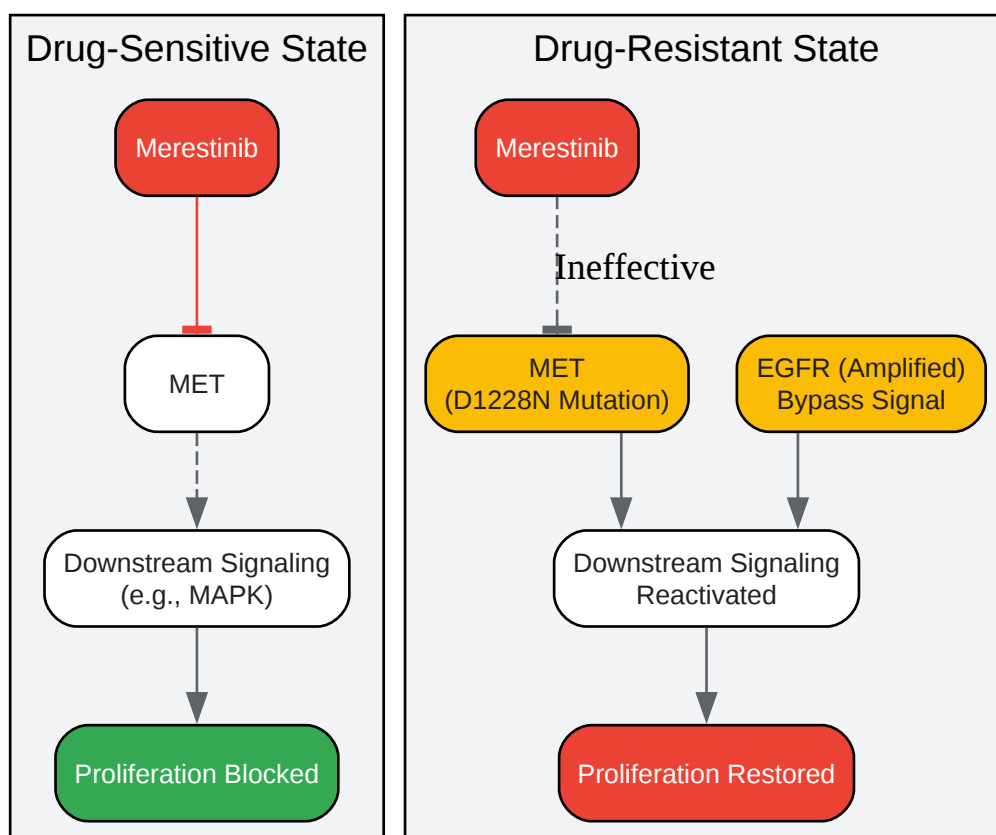 Drug-Sensitive State
Merestinib
MET
Downstream Signaling
(e.g., MAPK)
Proliferation Blocked
Drug-Resistant State
Merestinib
Ineffective
MET
(D1228N Mutation)
EGFR (Amplified)
Bypass Signal
Downstream Signaling
Reactivated
Proliferation Restored